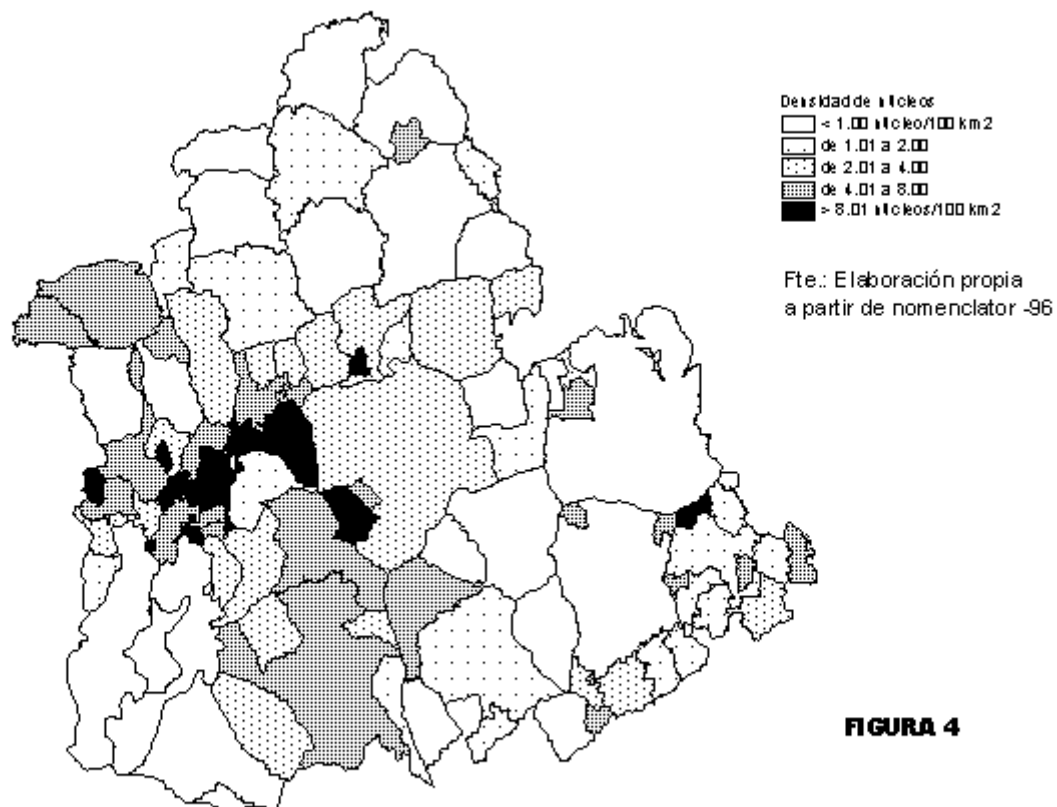 Densidad de núcleos
< 1.00 núcleo/100 km2
de 1.01 a 2.00
de 2.01 a 4.00
de 4.01 a 8.00
> 8.01 núcleos/100 km2
Fte.: Elaboración propia
a partir de nomenclator -96
FIGURA 4